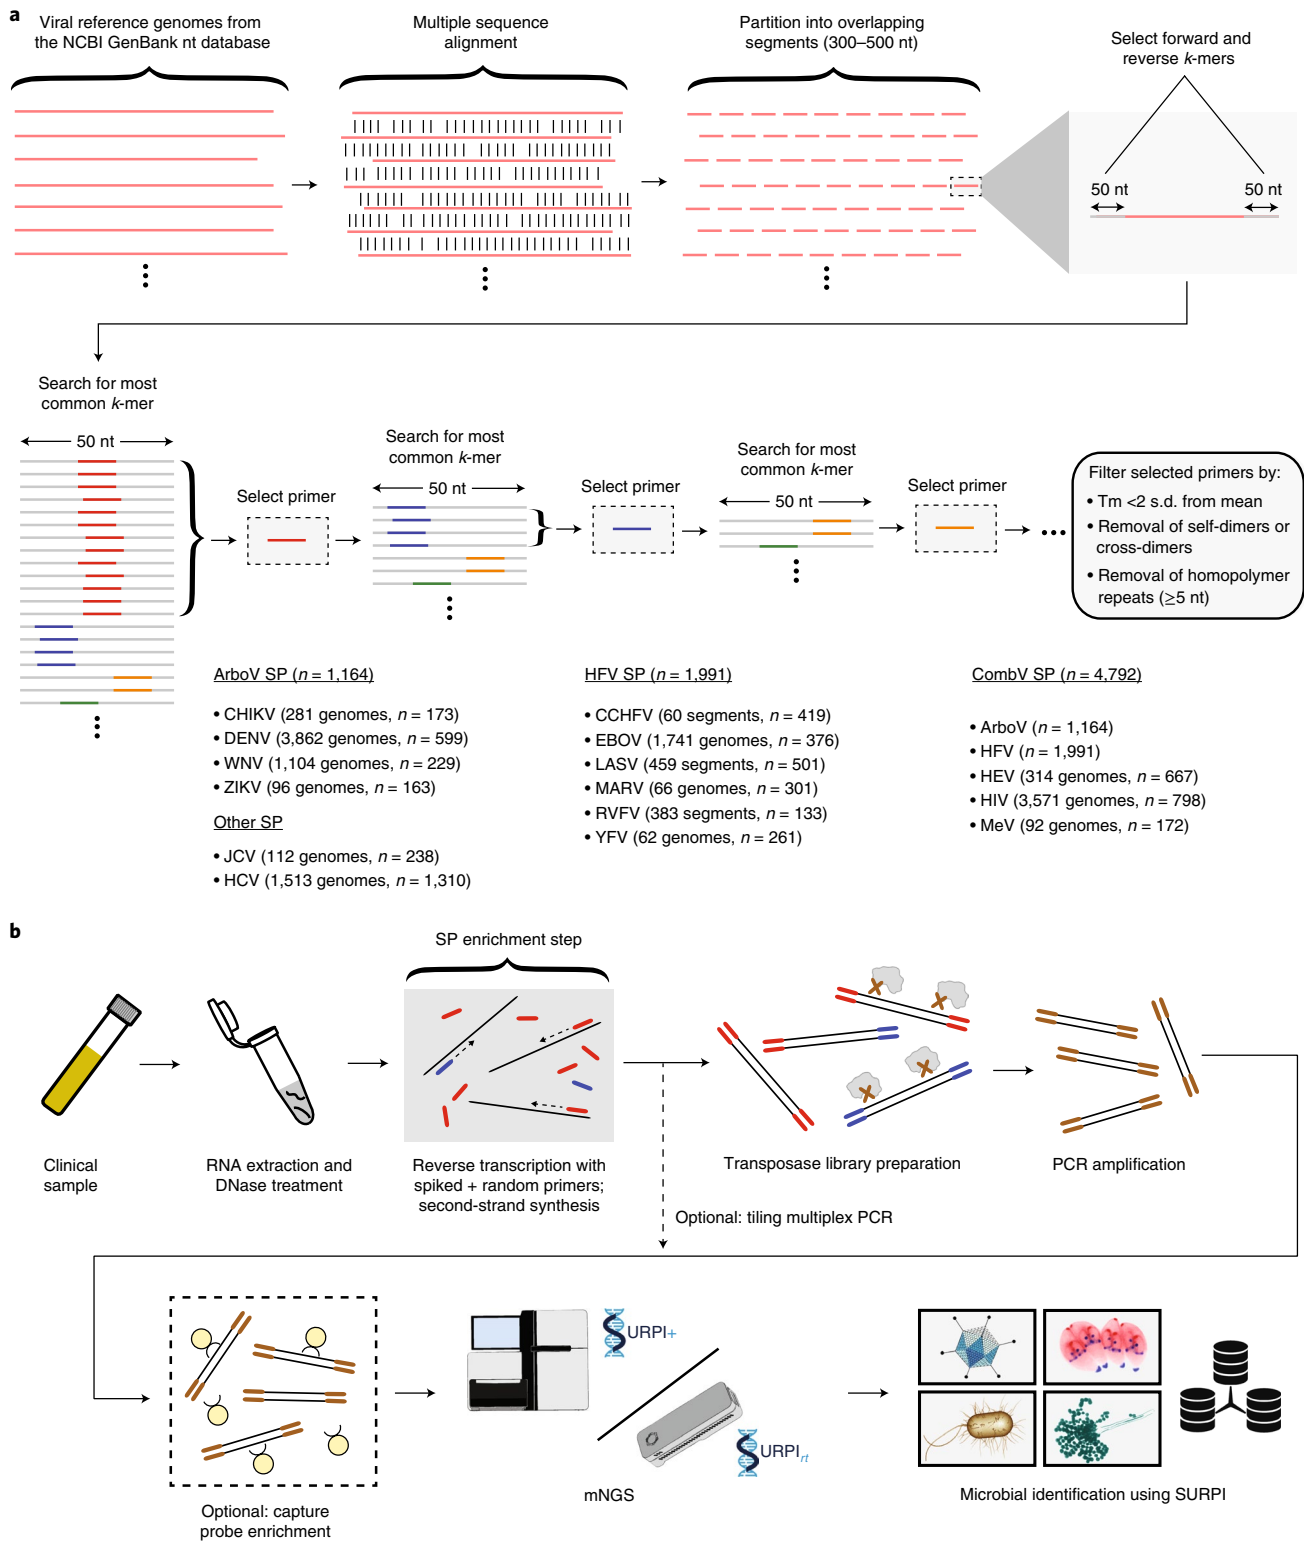 a
Viral reference genomes from
the NCBI GenBank nt database
Multiple sequence
alignment
Partition into overlapping
segments (300–500 nt)
Select forward and
reverse k-mers
50 nt
50 nt
Search for most
common k-mer
50 nt
Select primer
Search for most
common k-mer
50 nt
Select primer
Search for most
common k-mer
50 nt
Select primer
Filter selected primers by:
• Tm <2 s.d. from mean
• Removal of self-dimers or
cross-dimers
• Removal of homopolymer
repeats (≥5 nt)
ArboV SP (n = 1,164)
• CHIKV (281 genomes, n = 173)
• DENV (3,862 genomes, n = 599)
• WNV (1,104 genomes, n = 229)
• ZIKV (96 genomes, n = 163)
Other SP
• JCV (112 genomes, n = 238)
• HCV (1,513 genomes, n = 1,310)
HFV SP (n = 1,991)
• CCHFV (60 segments, n = 419)
• EBOV (1,741 genomes, n = 376)
• LASV (459 segments, n = 501)
• MARV (66 genomes, n = 301)
• RVFV (383 segments, n = 133)
• YFV (62 genomes, n = 261)
CombV SP (n = 4,792)
• ArboV (n = 1,164)
• HFV (n = 1,991)
• HEV (314 genomes, n = 667)
• HIV (3,571 genomes, n = 798)
• MeV (92 genomes, n = 172)
b
SP enrichment step
Clinical
sample
RNA extraction and
DNase treatment
Reverse transcription with
spiked + random primers;
second-strand synthesis
Transposase library preparation
PCR amplification
Optional: tiling multiplex PCR
Optional: capture
probe enrichment
URPI+
URPIrt
mNGS
Microbial identification using SURPI